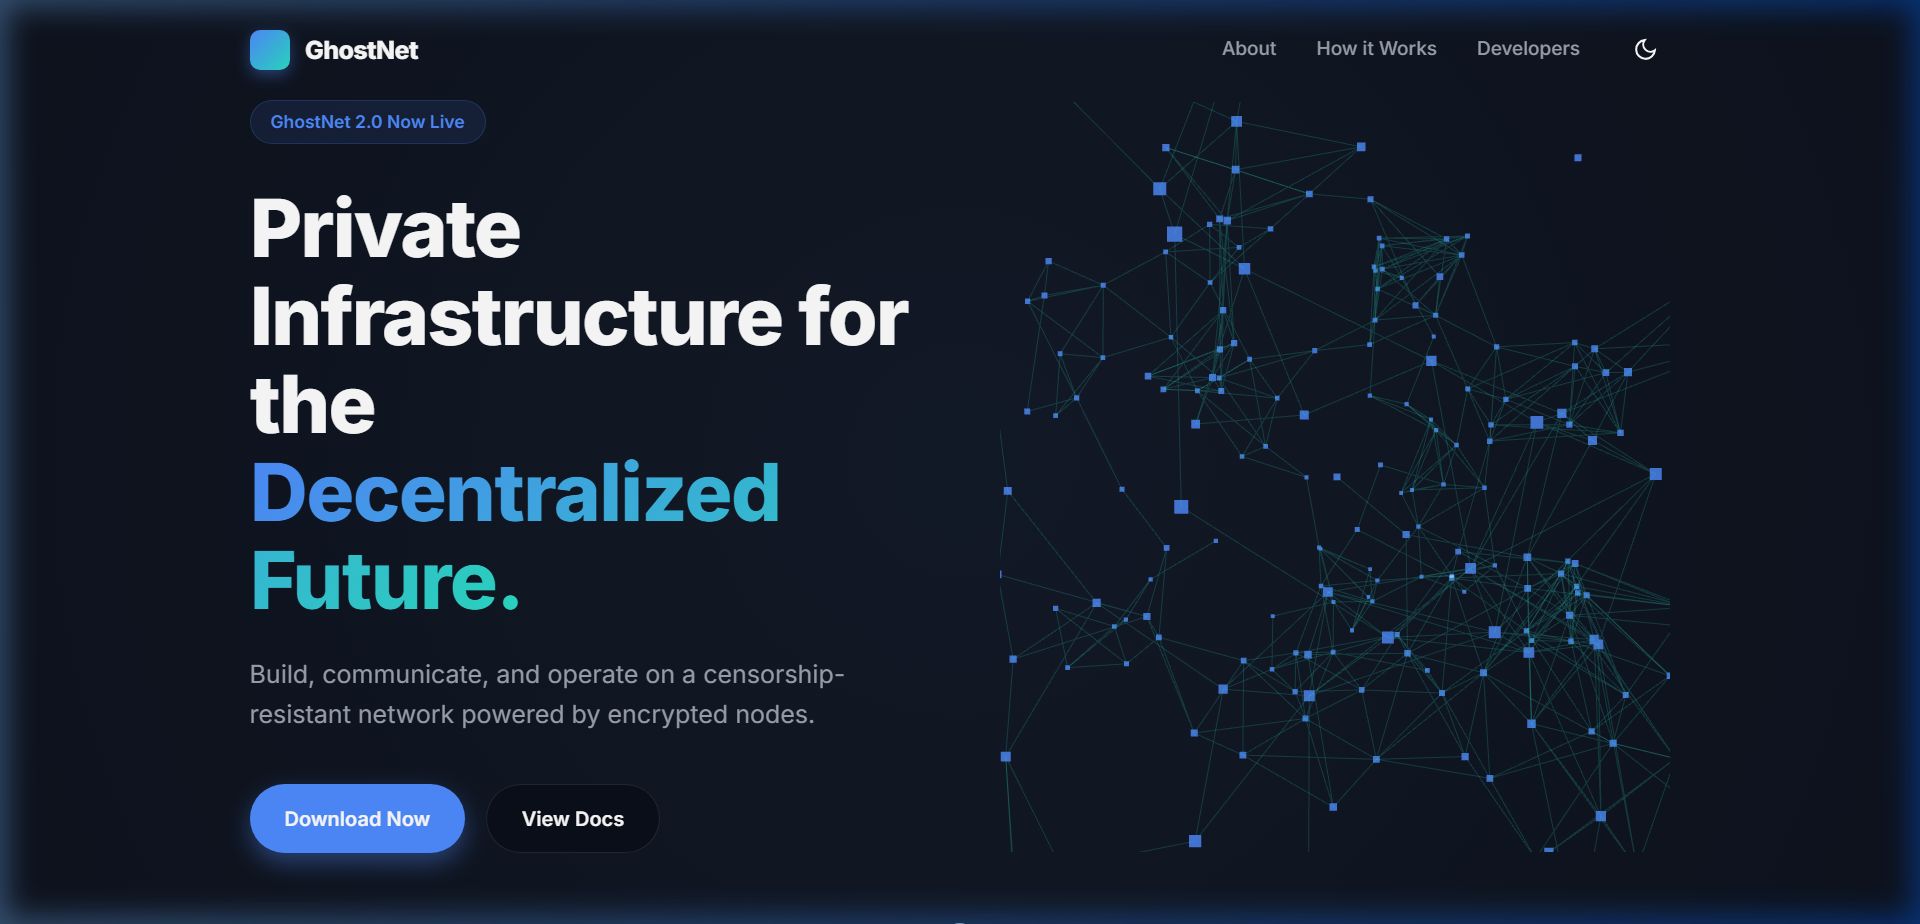 GhostNet
About
How it Works
Developers
GhostNet 2.0 Now Live
Private
Infrastructure for
the
Decentralized
Future.
Build, communicate, and operate on a censorship-
resistant network powered by encrypted nodes.
Download Now
View Docs